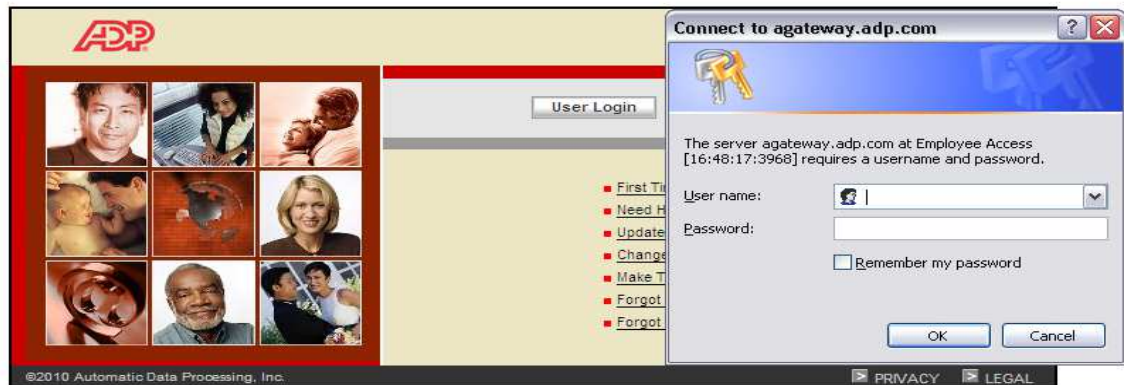 ADP
User Login
First Ti
Need H
Update
Change
Make T
Forgot
Forgot
©2010 Automatic Data Processing, Inc.
PRIVACY
LEGAL
Connect to agateway.adp.com
The server agateway.adp.com at Employee Access
[16:48:17:3968] requires a username and password.
User name:
Password:
Remember my password
OK
Cancel